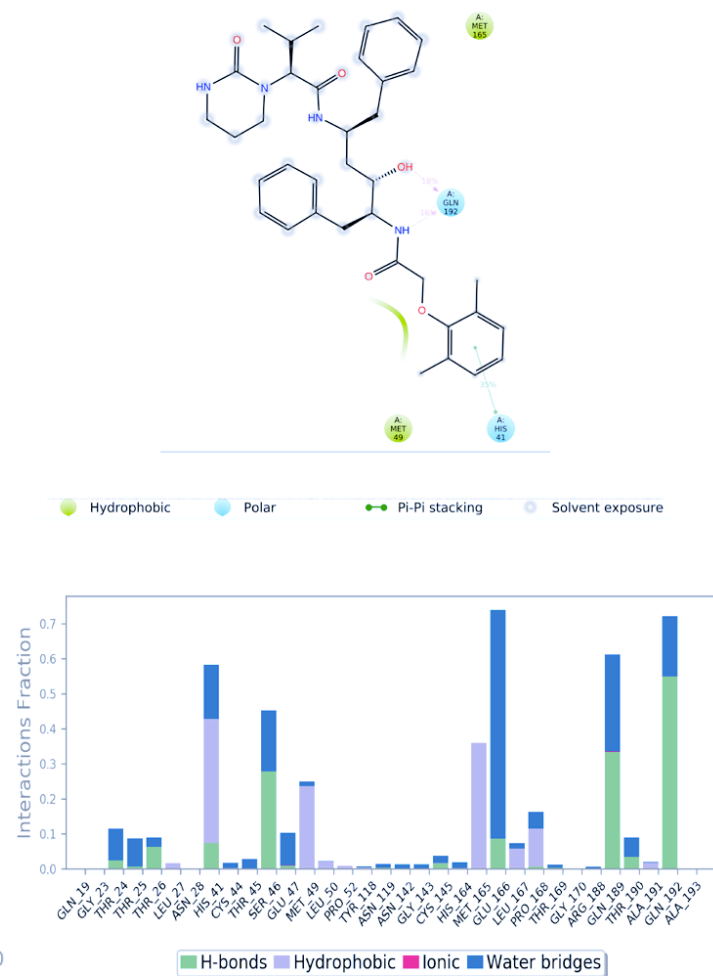 A:
MET
165
O
HN
N
O
HN
OH
18%
A:
GLN
192
16%
NH
O
O
35%
A:
MET
49
A:
HIS
41
Hydrophobic
Polar
Pi-Pi stacking
Solvent exposure
Interactions Fraction
0.7
0.6
0.5
0.4
0.3
0.2
0.1
0.0
GLN_19
GLY_23
THR_24
THR_25
THR_26
LEU_27
ASN_28
HIS_41
CYS_44
THR_45
SER_46
GLU_47
MET_49
LEU_50
PRO_52
TYR_118
ASN_119
ASN_142
GLY_143
CYS_145
HIS_164
MET_165
GLU_166
LEU_167
PRO_168
THR_169
GLY_170
ARG_188
GLN_189
THR_190
ALA_191
GLN_192
ALA_193
H-bonds
Hydrophobic
Ionic
Water bridges